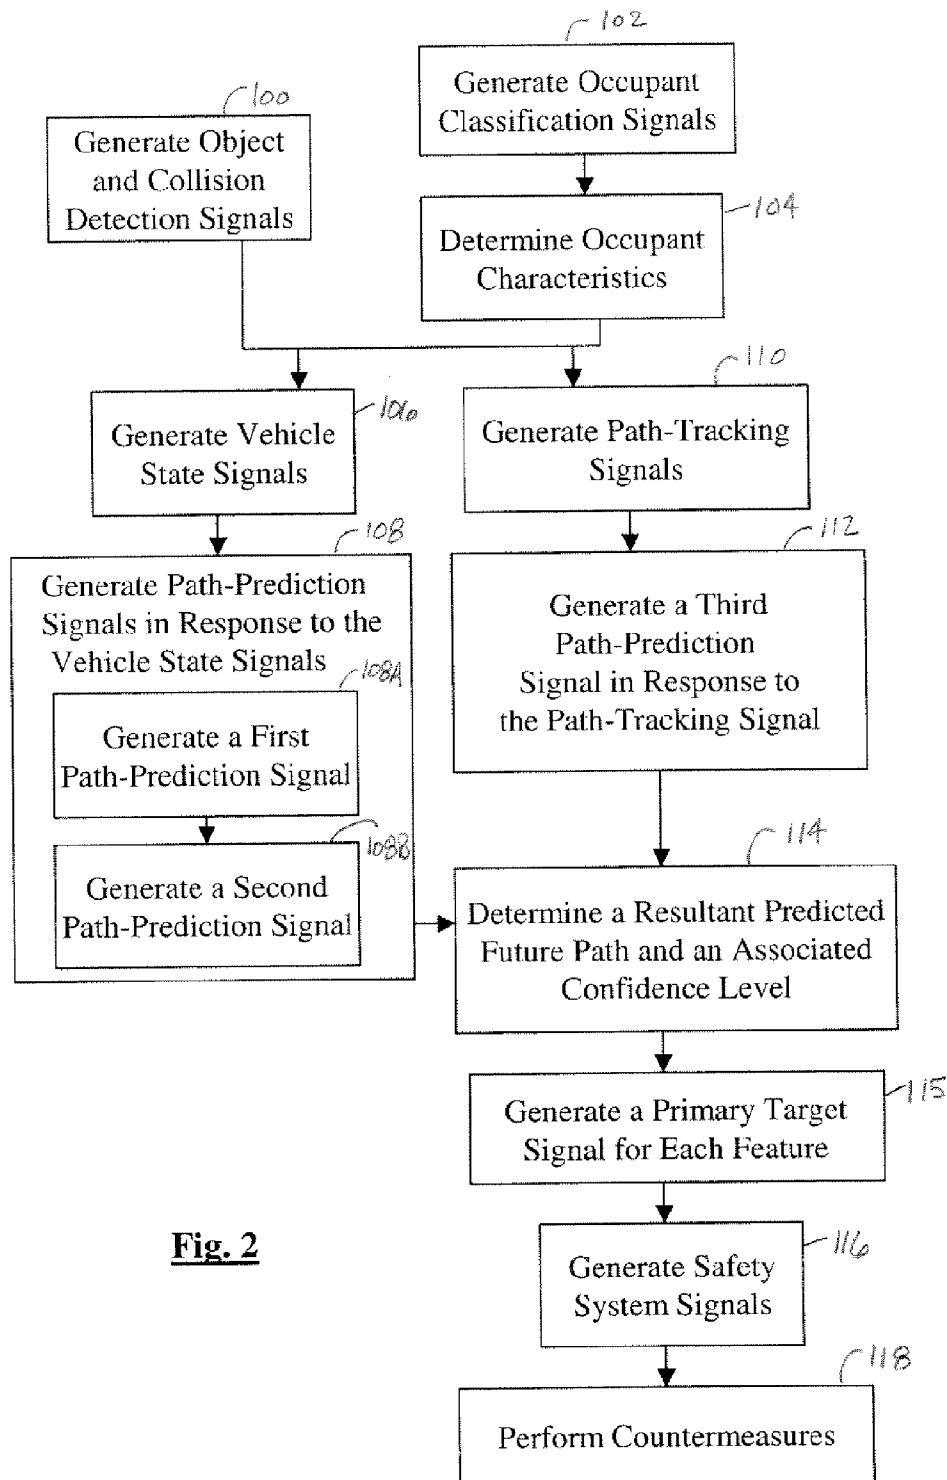 102
Generate Occupant
Classification Signals
100
Generate Object
and Collision
Detection Signals
104
Determine Occupant
Characteristics
106
Generate Vehicle
State Signals
110
Generate Path-Tracking
Signals
108
Generate Path-Prediction
Signals in Response to the
Vehicle State Signals
108A
Generate a First
Path-Prediction Signal
108B
Generate a Second
Path-Prediction Signal
112
Generate a Third
Path-Prediction
Signal in Response to
the Path-Tracking Signal
114
Determine a Resultant Predicted
Future Path and an Associated
Confidence Level
115
Generate a Primary Target
Signal for Each Feature
116
Generate Safety
System Signals
118
Perform Countermeasures
Fig. 2